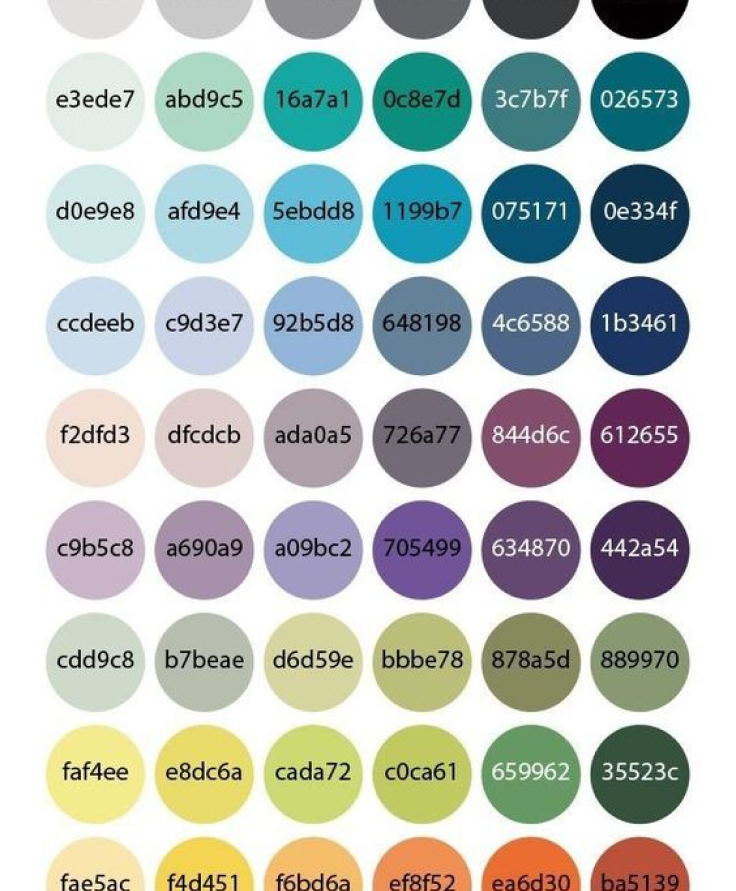 e3ede7 abd9c5 16a7a1 0c8e7d 3c7b7f 026573
d0e9e8 afd9e4 5ebdd8 1199b7 075171 0e334f
ccdeeb c9d3e7 92b5d8 648198 4c6588 1b3461
f2dfd3 dfcdcb ada0a5 726a77 844d6c 612655
c9b5c8 a690a9 a09bc2 705499 634870 442a54
cdd9c8 b7beae d6d59e bbbe78 878a5d 889970
faf4ee e8dc6a cada72 c0ca61 659962 35523c
fae5ac f4d451 f6bd6a ef8f52 ea6d30 ba5139